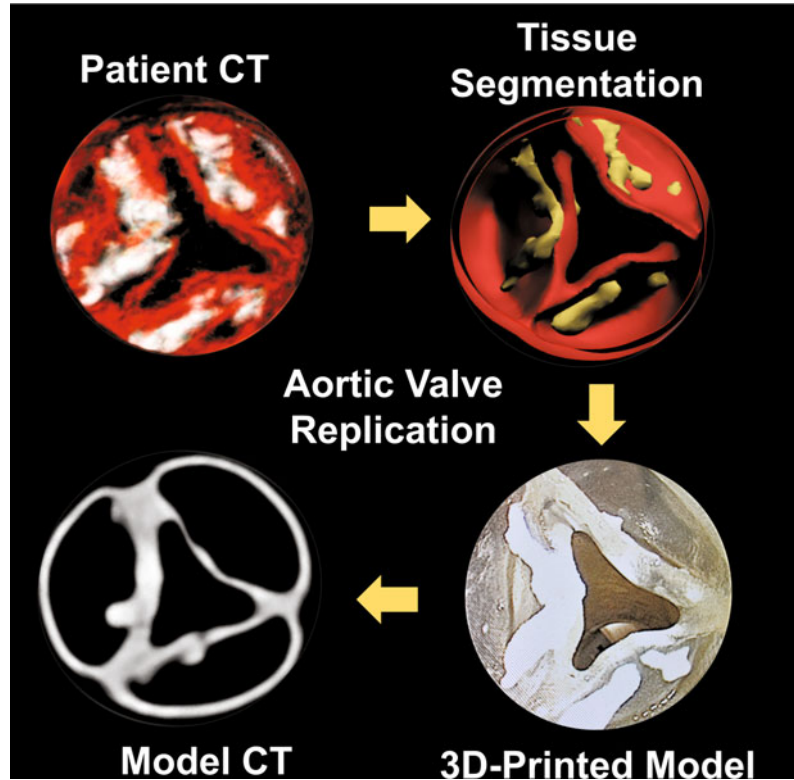 Patient CT
Tissue
Segmentation
Aortic Valve
Replication
Model CT
3D-Printed Model